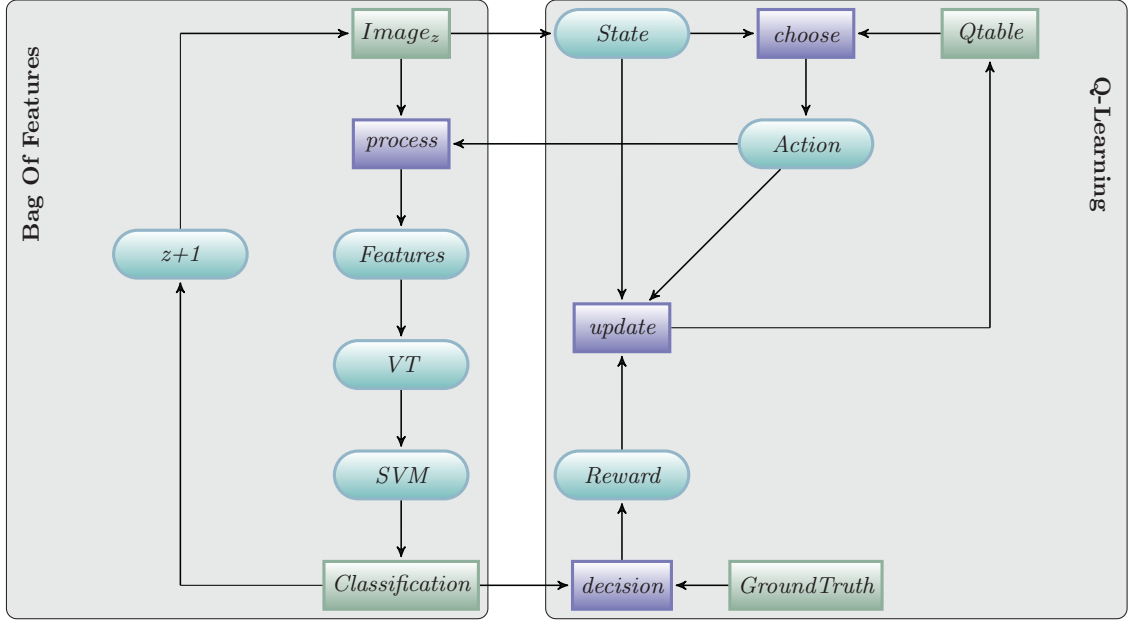 Bag Of Features
Image_z
process
z+1
Features
VT
SVM
Classification
Q-Learning
State
choose
Qtable
Action
update
Reward
decision
GroundTruth